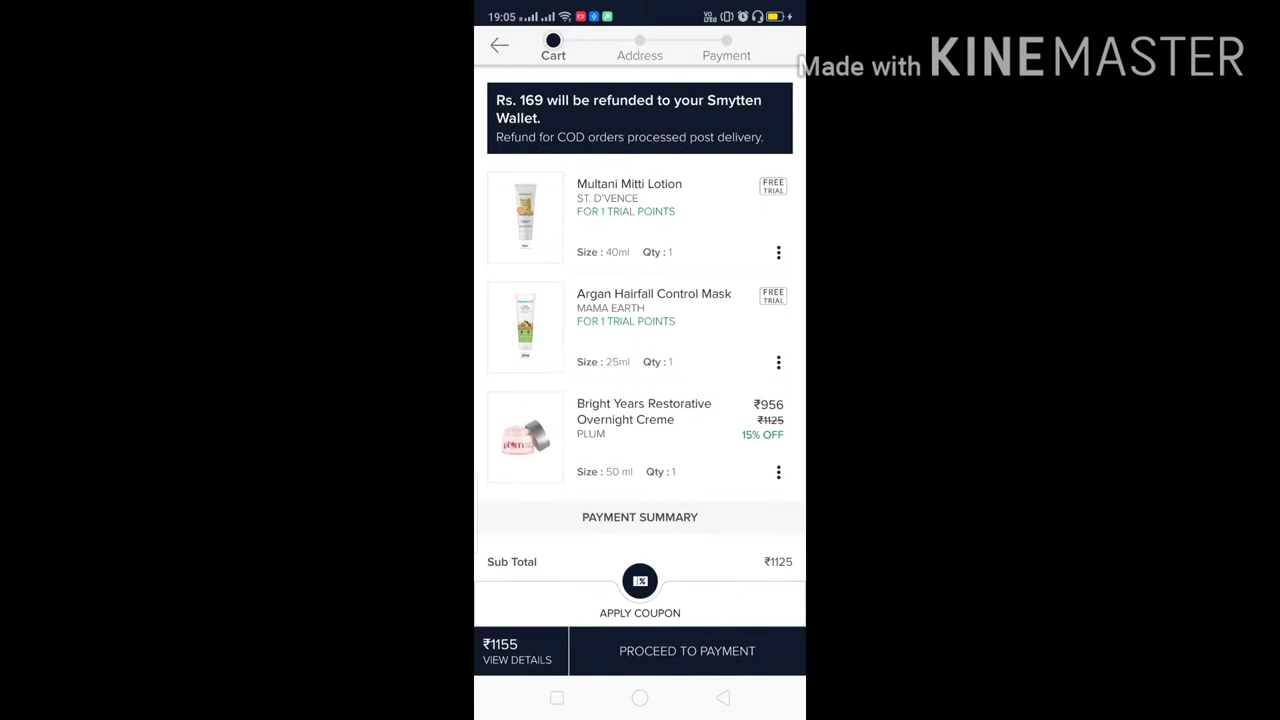 19:05
VO
LTE
Cart
Address
Payment
Made with KINEMASTER
Rs. 169 will be refunded to your Smytten
Wallet.
Refund for COD orders processed post delivery.
Multani Mitti Lotion
FREE
TRIAL
ST. D'VENCE
FOR 1 TRIAL POINTS
Size : 40ml Qty : 1
Argan Hairfall Control Mask
FREE
TRIAL
MAMA EARTH
FOR 1 TRIAL POINTS
Size : 25ml Qty : 1
Bright Years Restorative
Overnight Creme
₹956
₹1125
PLUM
15% OFF
plum
Size : 50 ml Qty : 1
PAYMENT SUMMARY
Sub Total ₹1125
%
APPLY COUPON
₹1155
VIEW DETAILS
PROCEED TO PAYMENT